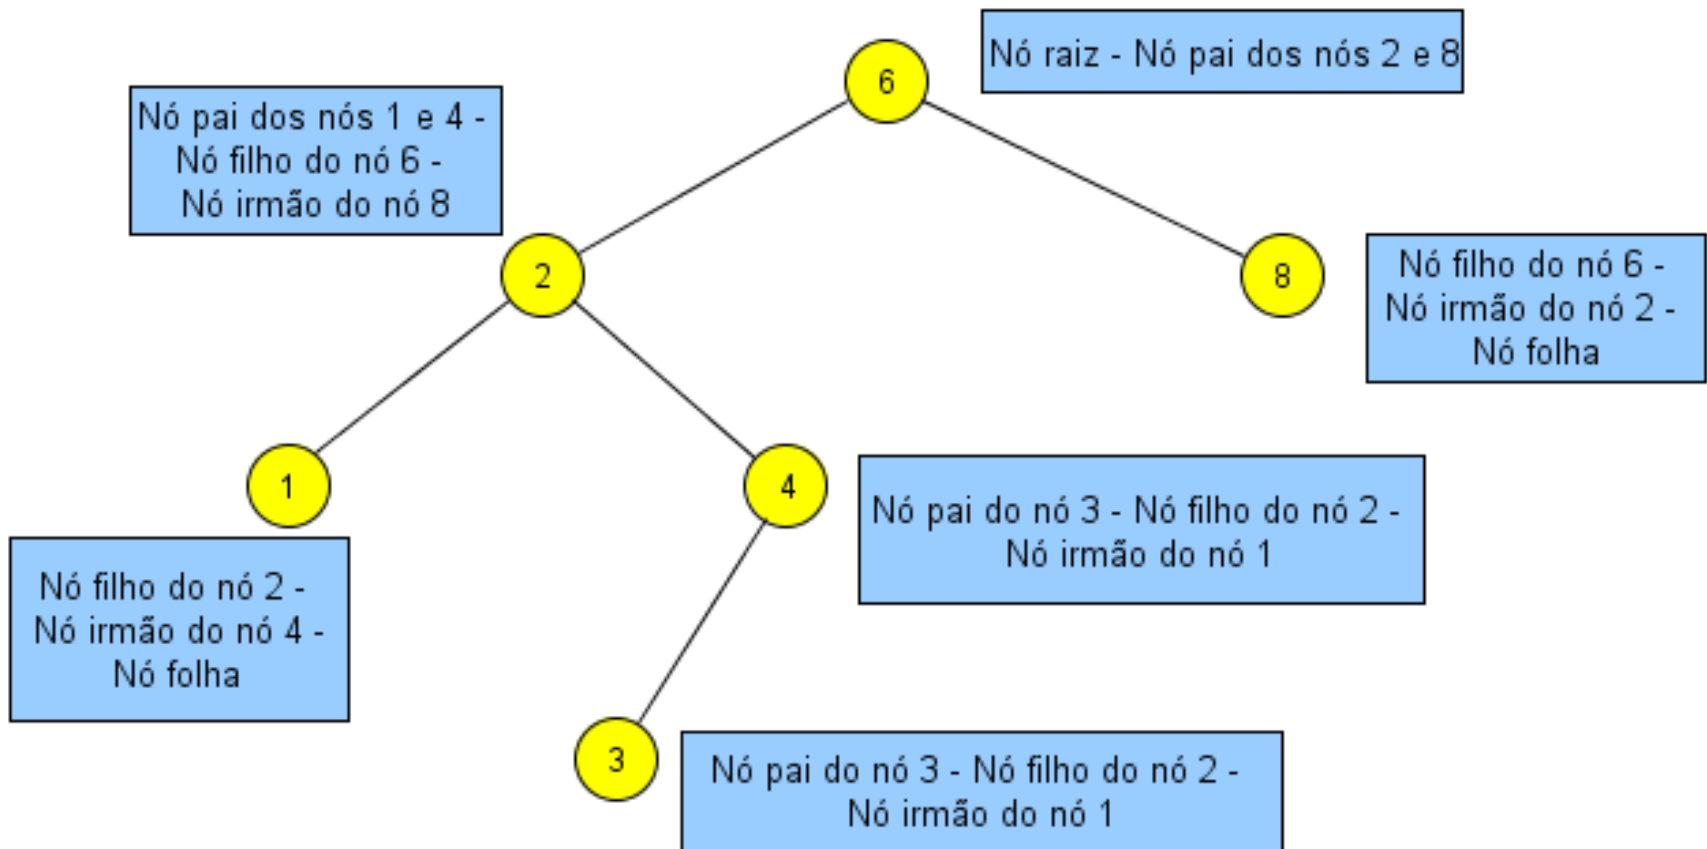 6
Nó raiz - Nó pai dos nós 2 e 8
Nó pai dos nós 1 e 4 -
Nó filho do nó 6 -
Nó irmão do nó 8
2
8
Nó filho do nó 6 -
Nó irmão do nó 2 -
Nó folha
1
4
Nó pai do nó 3 - Nó filho do nó 2 -
Nó irmão do nó 1
Nó filho do nó 2 -
Nó irmão do nó 4 -
Nó folha
3
Nó pai do nó 3 - Nó filho do nó 2 -
Nó irmão do nó 1